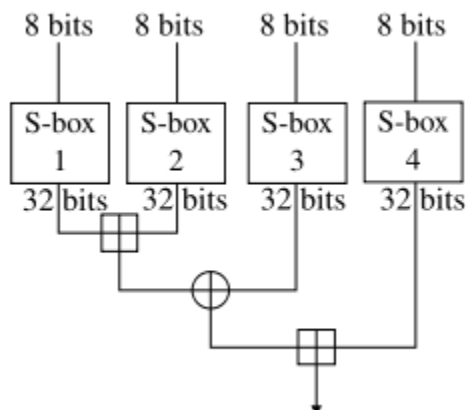 8 bits 8 bits 8 bits 8 bits
S-box S-box S-box S-box
1 2 3 4
32 bits 32 bits 32 bits 32 bits